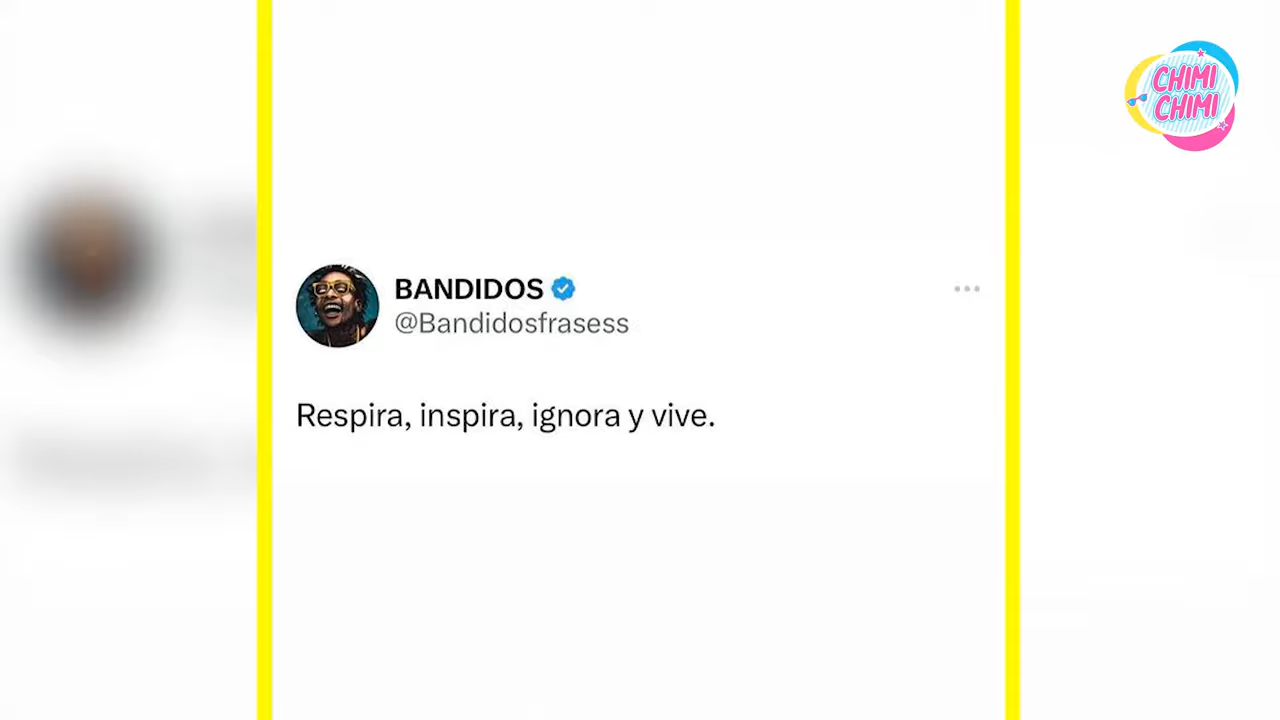 CHIMI
CHIMI
BANDIDOS
@Bandidosfrasess
Respira, inspira, ignora y vive.